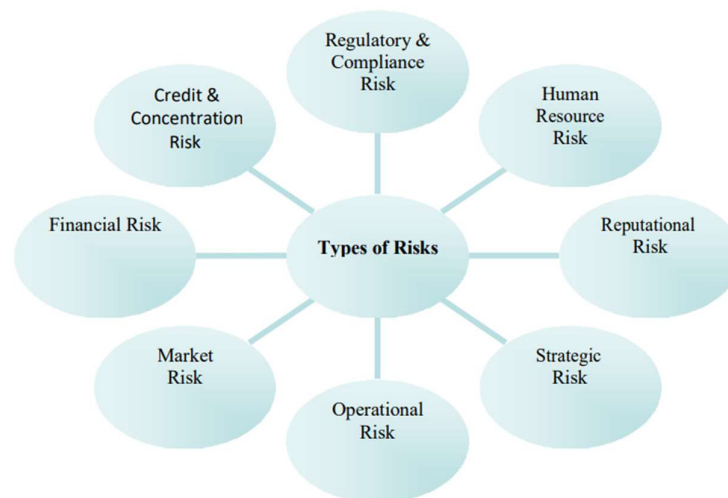 Regulatory &
Compliance
Risk
Human
Resource
Risk
Reputational
Risk
Strategic
Risk
Operational
Risk
Market
Risk
Financial Risk
Credit &
Concentration
Risk
Types of Risks